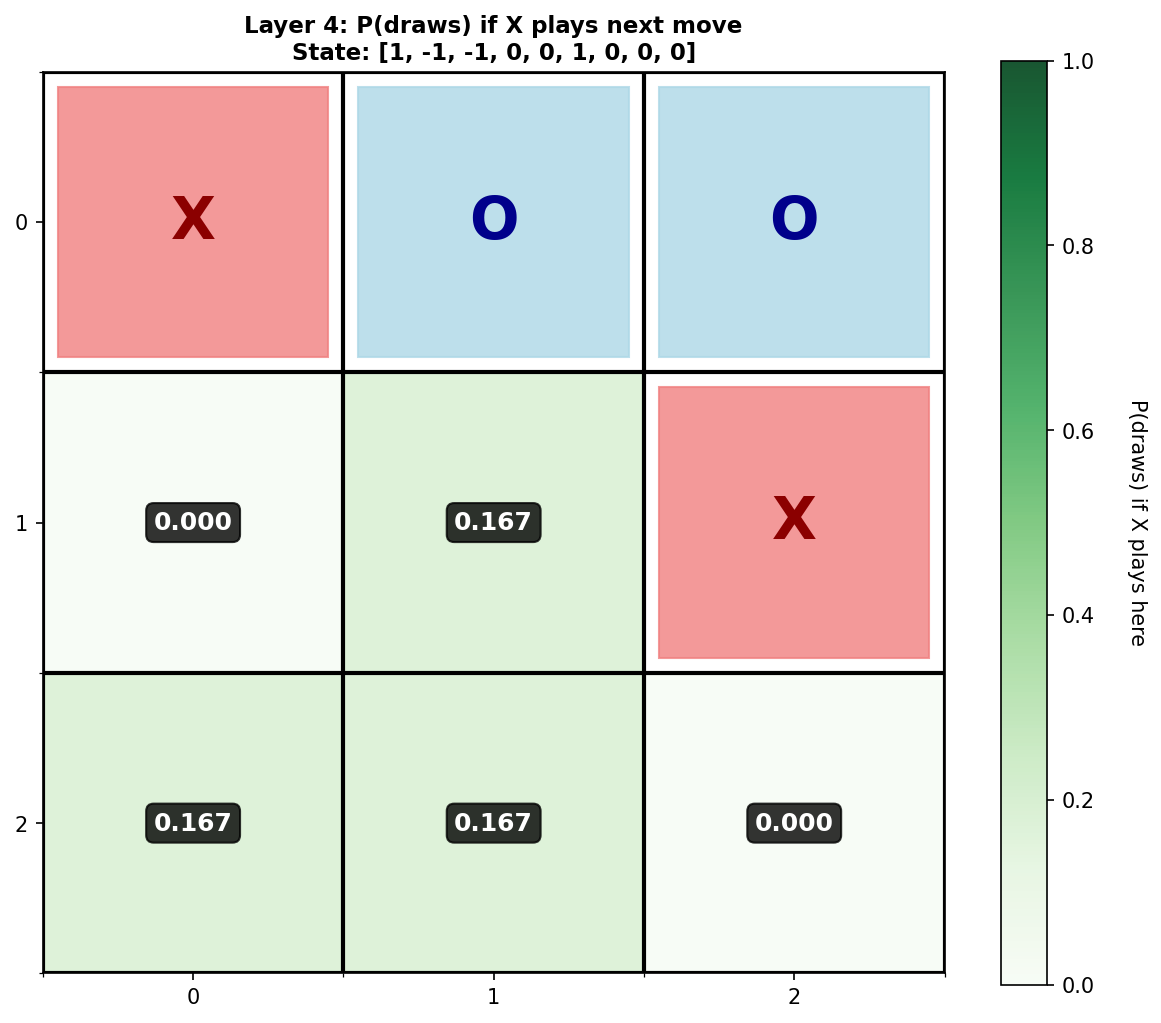 Layer 4: P(draws) if X plays next move
State: [1, -1, -1, 0, 0, 1, 0, 0, 0]
X
O
O
0.000
0.167
X
0.167
0.167
0.000
0
1
2
0
1
2
1.0
0.8
0.6
0.4
0.2
0.0
P(draws) if X plays here